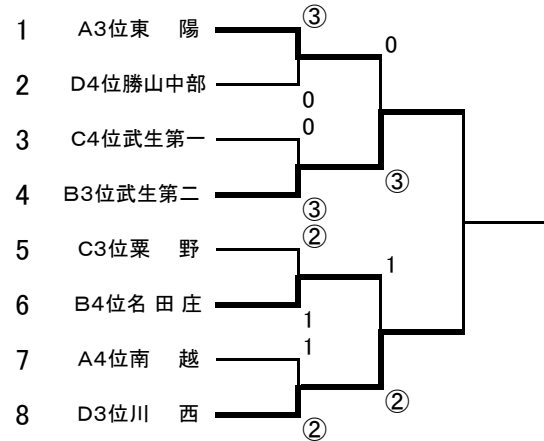 ③
1 A3位東　陽
0
2 D4位勝山中部
0
0
3 C4位武生第一
4 B3位武生第二
③
③
②
5 C3位粟　野
1
6 B4位名 田 庄
1
1
7 A4位南　越
②
8 D3位川　西
②